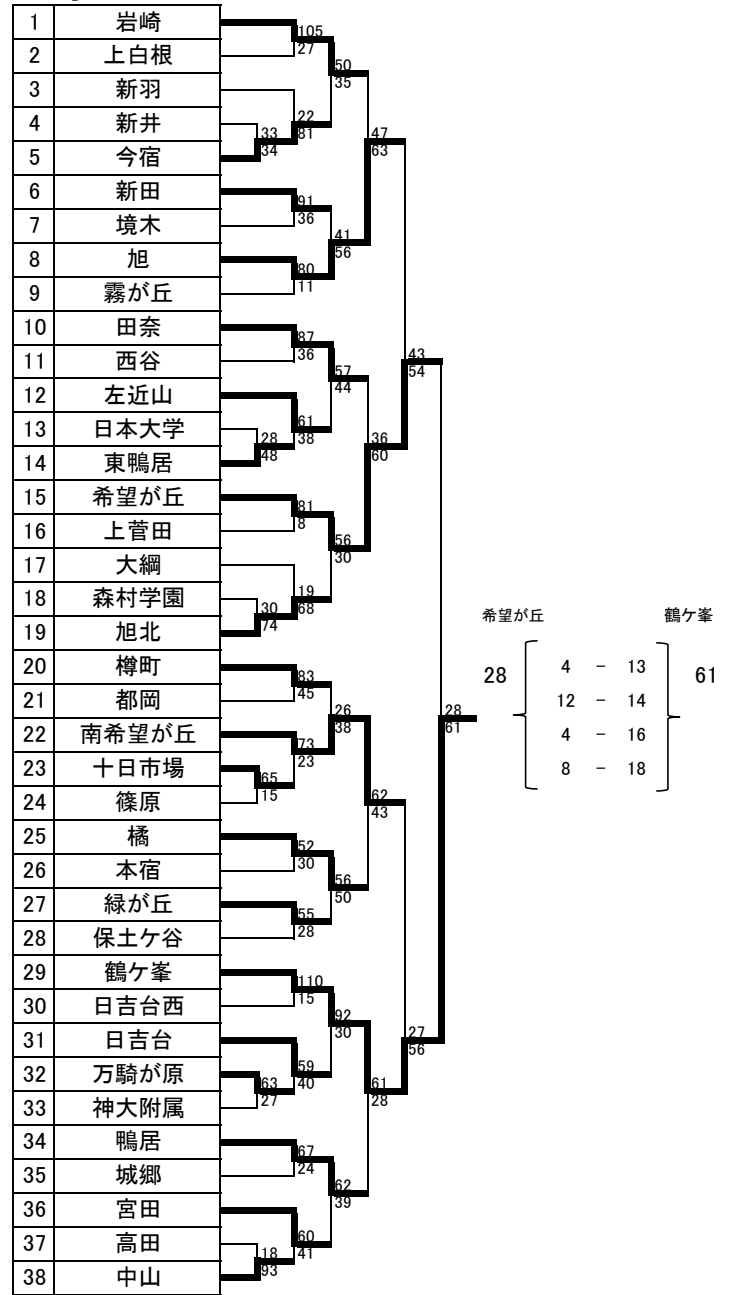 1 岩崎
2 上白根
3 新羽
4 新井
5 今宿
6 新田
7 境木
8 旭
9 霧が丘
10 田奈
11 西谷
12 左近山
13 日本大学
14 東鴨居
15 希望が丘
16 上菅田
17 大綱
18 森村学園
19 旭北
20 樽町
21 都岡
22 南希望が丘
23 十日市場
24 篠原
25 橘
26 本宿
27 緑が丘
28 保土ケ谷
29 鶴ケ峯
30 日吉台西
31 日吉台
32 万騎が原
33 神大附属
34 鴨居
35 城郷
36 宮田
37 高田
38 中山
33
34
28
48
30
74
65
15
63
27
18
93
105
27
22
81
91
36
80
11
87
36
61
38
81
8
19
68
83
45
73
23
52
30
55
28
110
15
59
40
67
24
60
41
50
35
41
56
57
44
56
30
26
38
56
50
92
30
62
39
47
63
36
60
62
43
61
28
43
54
27
56
28
61
希望が丘 鶴ケ峯
28 61
4 － 13
12 － 14
4 － 16
8 － 18